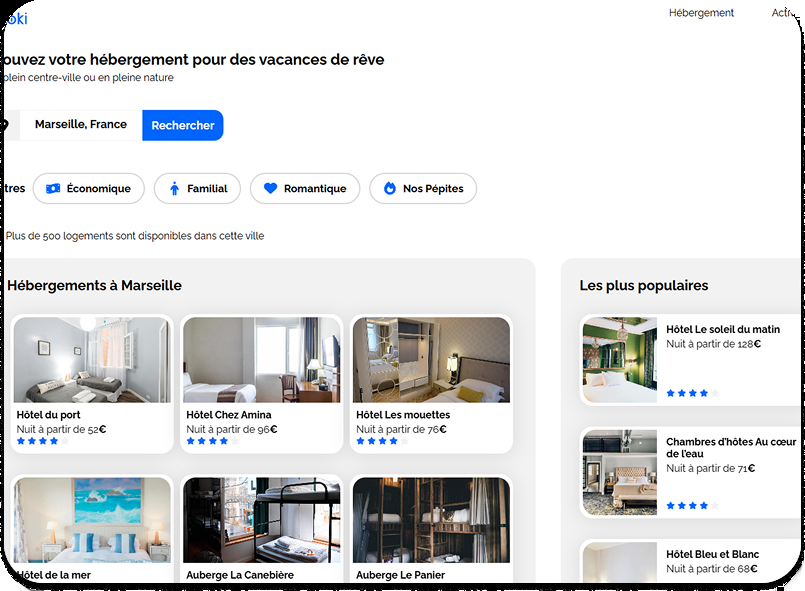 oki
Hébergement
ouvez votre hébergement pour des vacances de rêve
plein centre-ville ou en pleine nature
Marseille, France
Rechercher
tres
Économique
Familial
Romantique
Nos Pépites
Plus de 500 logements sont disponibles dans cette ville
Hébergements à Marseille
Hôtel du port
Nuit à partir de 52€
Hôtel Chez Amina
Nuit à partir de 96€
Hôtel Les mouettes
Nuit à partir de 76€
Hôtel de la mer
Auberge La Canebière
Auberge Le Panier
Les plus populaires
Hôtel Le soleil du matin
Nuit à partir de 128€
Chambres d'hôtes Au cœur
de l'eau
Nuit à partir de 71€
Hôtel Bleu et Blanc
Nuit à partir de 68€